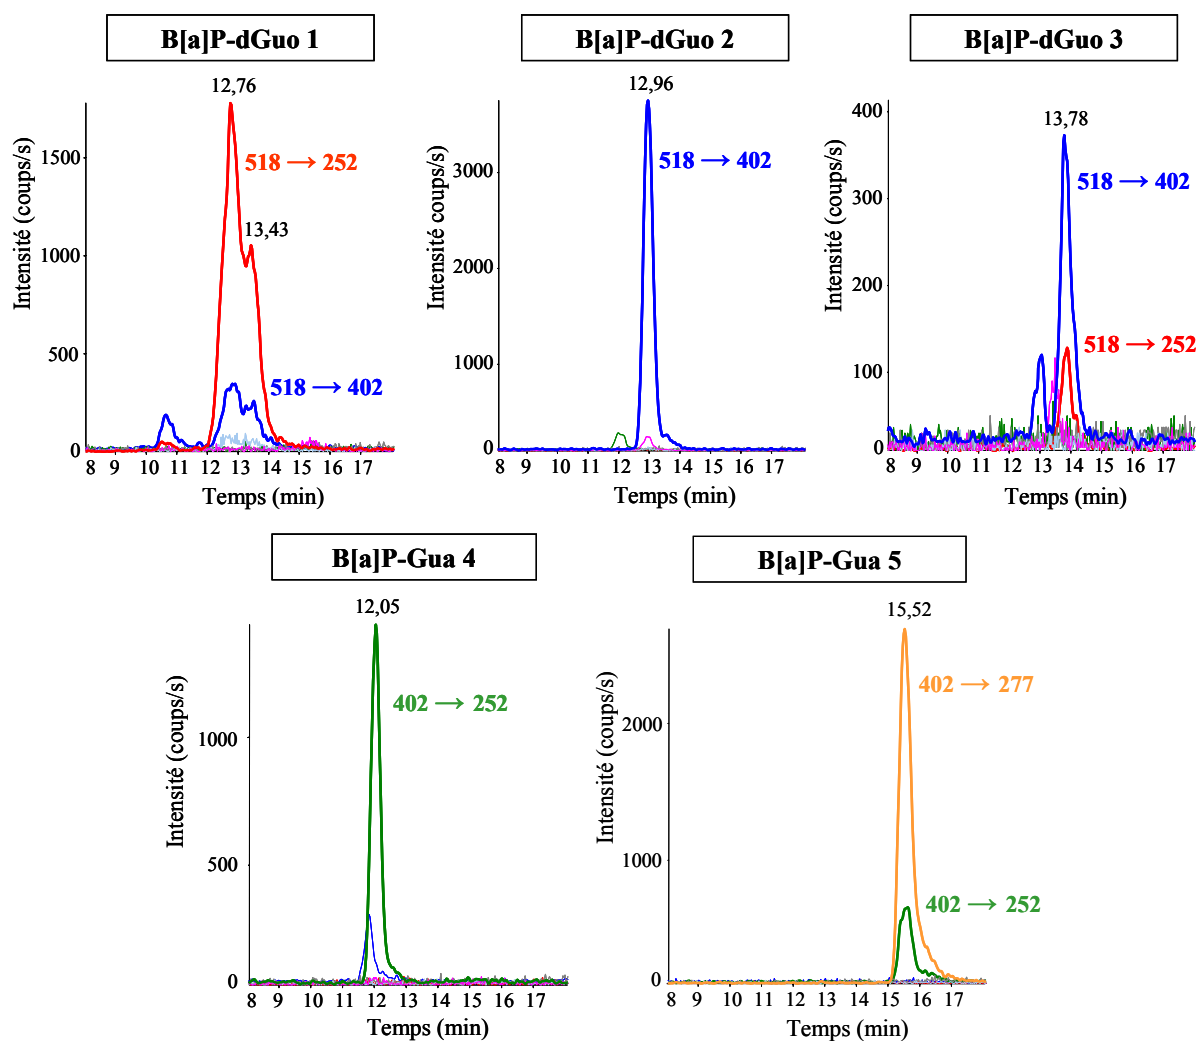 B[a]P-dGuo 1
B[a]P-dGuo 2
B[a]P-dGuo 3
12,76
12,96
13,78
Intensité (coups/s)
1500
1000
500
0
518 → 252
13,43
518 → 402
8 9 10 11 12 13 14 15 16 17
Temps (min)
Intensité coups/s)
3000
2000
1000
0
518 → 402
8 9 10 11 12 13 14 15 16 17
Temps (min)
Intensité (coups/s)
400
300
200
100
0
518 → 402
518 → 252
8 9 10 11 12 13 14 15 16 17
Temps (min)
B[a]P-Gua 4
B[a]P-Gua 5
12,05
15,52
Intensité (coups/s)
1000
500
0
402 → 252
8 9 10 11 12 13 14 15 16 17
Temps (min)
Intensité (coups/s)
2000
1000
0
402 → 277
402 → 252
8 9 10 11 12 13 14 15 16 17
Temps (min)